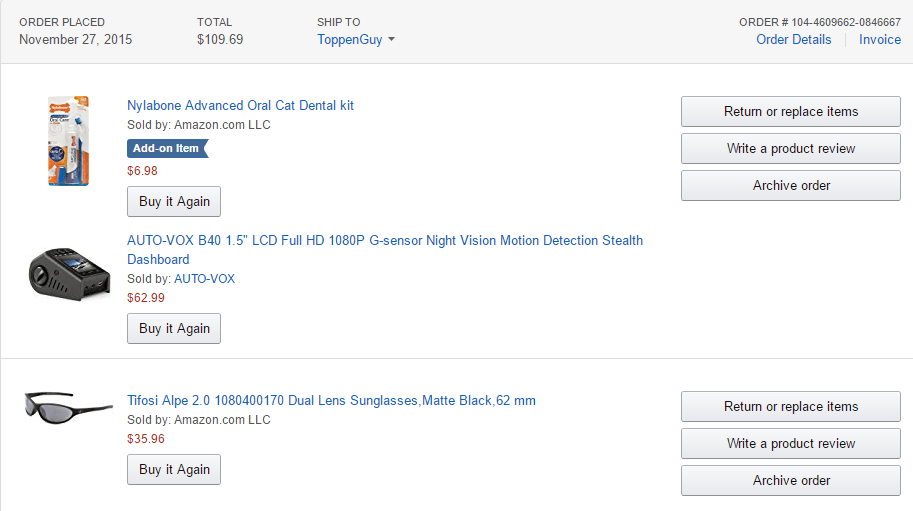 ORDER PLACED
November 27, 2015
TOTAL
$109.69
SHIP TO
ToppenGuy
ORDER # 104-4609662-0846667
Order Details
Invoice
Nylabone Advanced Oral Cat Dental kit
Sold by: Amazon.com LLC
Add-on Item
$6.98
Buy it Again
Return or replace items
Write a product review
Archive order
AUTO-VOX B40 1.5" LCD Full HD 1080P G-sensor Night Vision Motion Detection Stealth
Dashboard
Sold by: AUTO-VOX
$62.99
Buy it Again
Tifosi Alpe 2.0 1080400170 Dual Lens Sunglasses,Matte Black,62 mm
Sold by: Amazon.com LLC
$35.96
Buy it Again
Return or replace items
Write a product review
Archive order